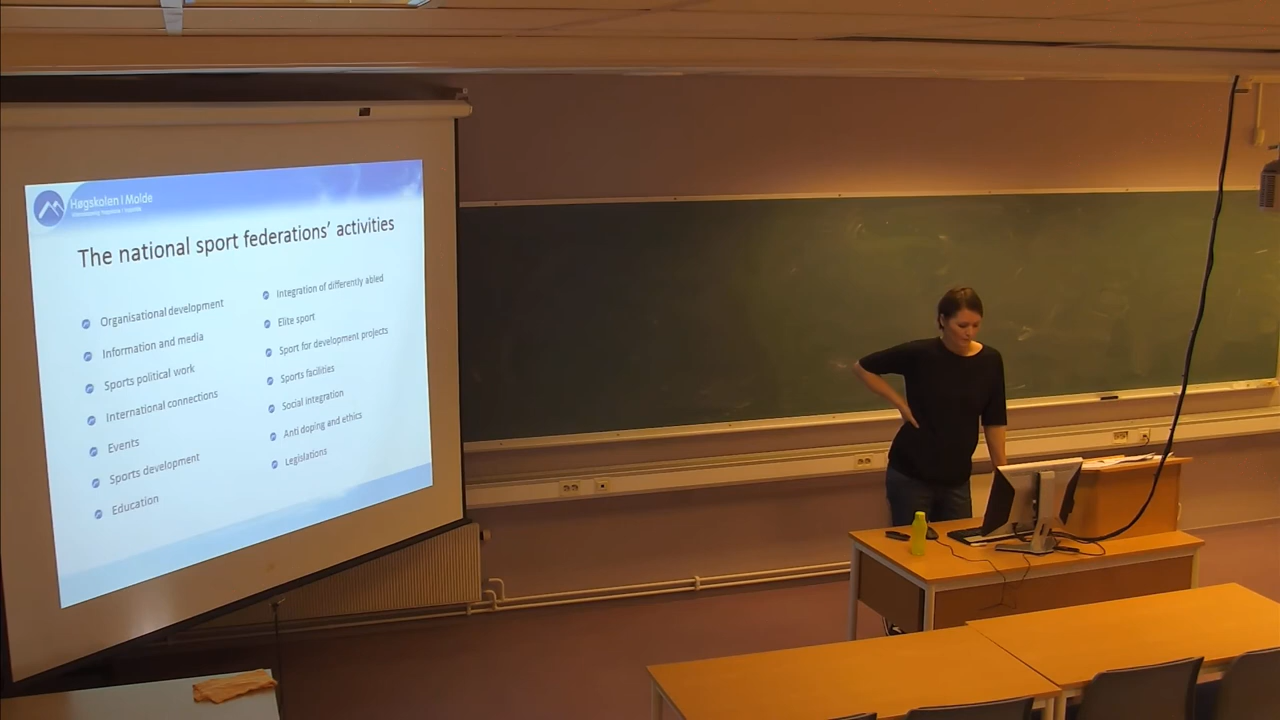 Høgskolen i Molde
The national sport federations' activities
Organisational development
Information and media
Sports political work
International connections
Events
Sports development
Education
Integration of differently abled
Elite sport
Sport for development projects
Sports facilities
Social integration
Anti doping and ethics
Legislations